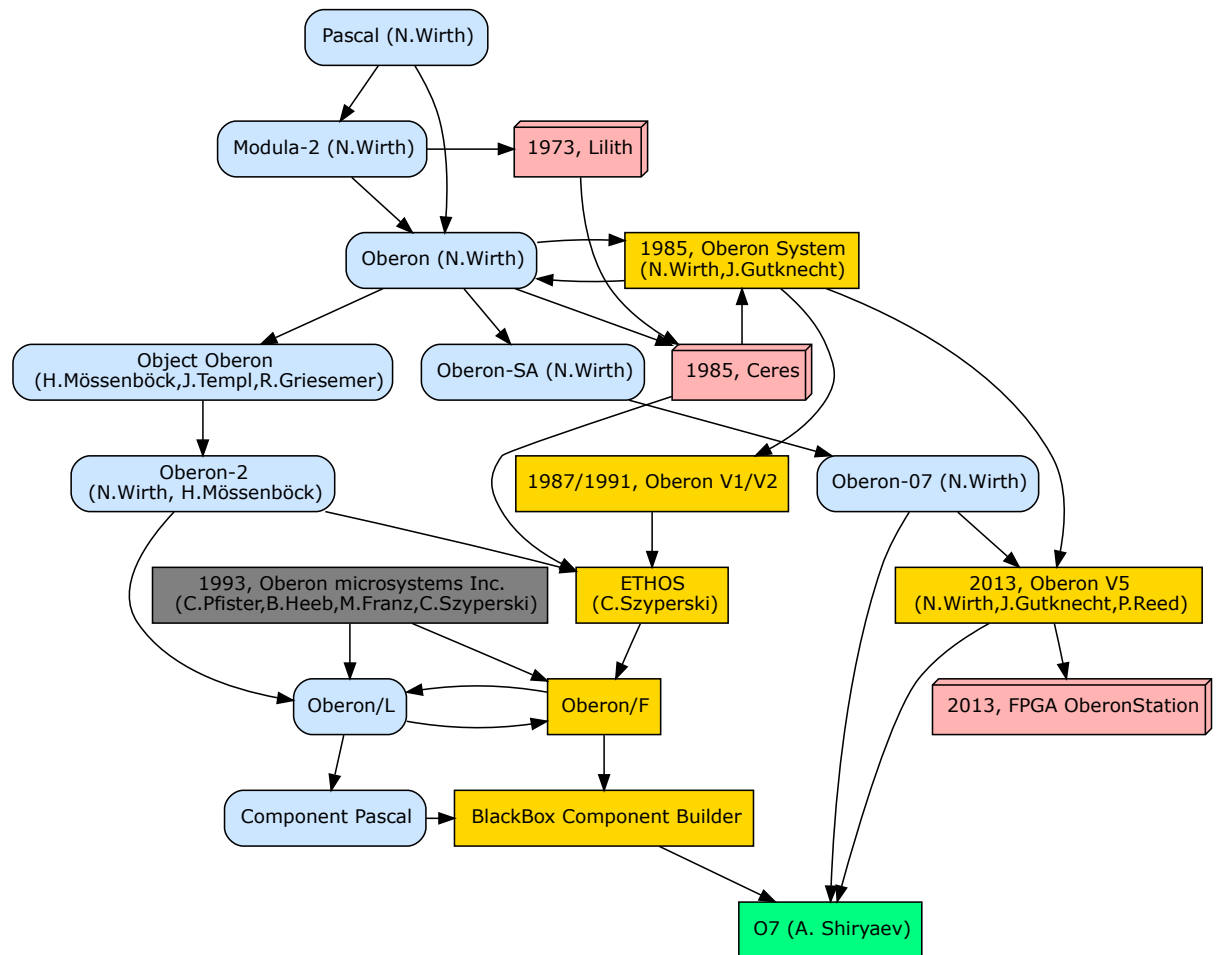 Pascal (N.Wirth)
Modula-2 (N.Wirth)
1973, Lilith
Oberon (N.Wirth)
1985, Oberon System
(N.Wirth,J.Gutknecht)
Object Oberon
(H.Mössenböck,J.Templ,R.Griesemer)
Oberon-SA (N.Wirth)
1985, Ceres
Oberon-2
(N.Wirth, H.Mössenböck)
1987/1991, Oberon V1/V2
Oberon-07 (N.Wirth)
1993, Oberon microsystems Inc.
(C.Pfister,B.Heeb,M.Franz,C.Szyperski)
ETHOS
(C.Szyperski)
2013, Oberon V5
(N.Wirth,J.Gutknecht,P.Reed)
Oberon/L
Oberon/F
2013, FPGA OberonStation
Component Pascal
BlackBox Component Builder
O7 (A. Shiryaev)